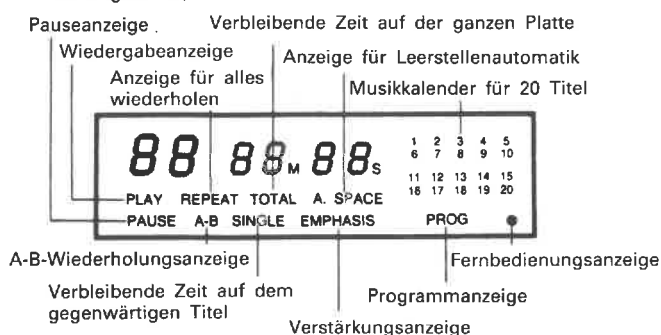 Pauseanzeige
Verbleibende Zeit auf der ganzen Platte
Wiedergabeanzeige
Anzeige für Leerstellenautomatik
Anzeige für alles
wiederholen
Musikkalender für 20 Titel
88 88M 88S
1 2 3 4 5
6 7 8 9 10
11 12 13 14 15
16 17 18 19 20
PLAY REPEAT TOTAL A. SPACE
PAUSE A-B SINGLE EMPHASIS PROG
A-B-Wiederholungsanzeige
Fernbedienungsanzeige
Verbleibende Zeit auf dem
gegenwärtigen Titel
Programmanzeige
Verstärkungsanzeige